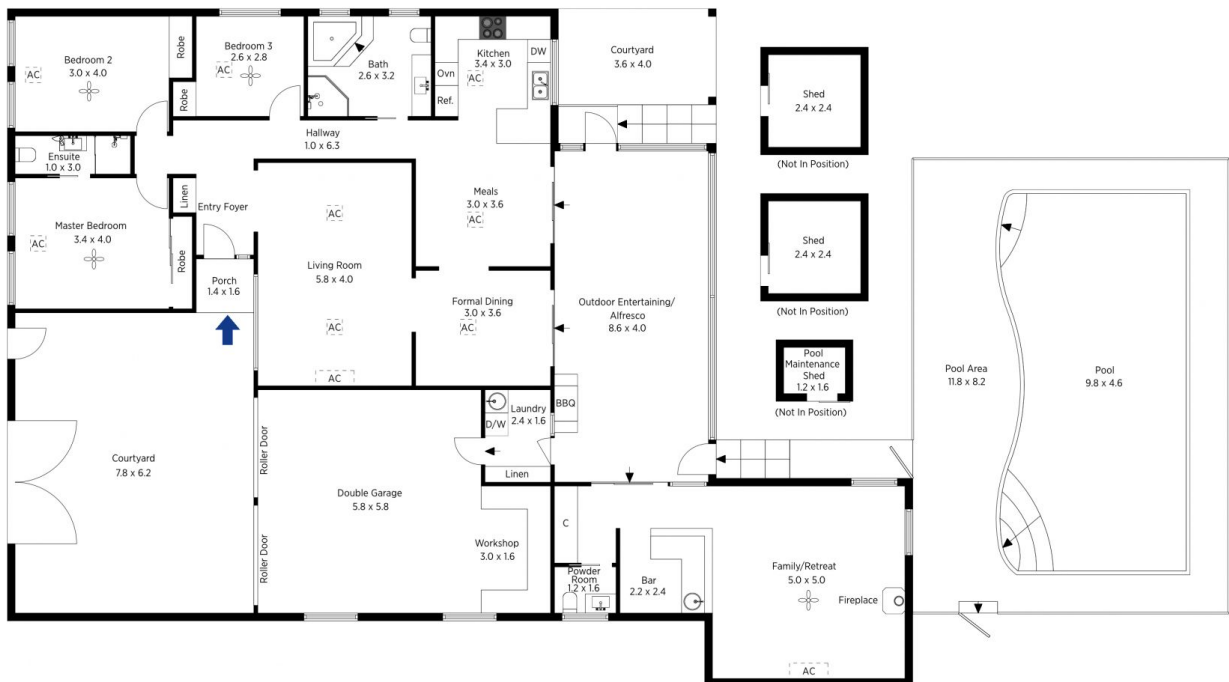 Bedroom 2
3.0 x 4.0
AC
Robe
Robe
Bedroom 3
2.6 x 2.8
AC
Bath
2.6 x 3.2
Kitchen
3.4 x 3.0
AC
DW
Ovn
Ref.
Courtyard
3.6 x 4.0
Shed
2.4 x 2.4
(Not In Position)
Hallway
1.0 x 6.3
Ensuite
1.0 x 3.0
Linen
Entry Foyer
Master Bedroom
3.4 x 4.0
AC
Robe
Porch
1.4 x 1.6
AC
Living Room
5.8 x 4.0
AC
AC
Meals
3.0 x 3.6
AC
Formal Dining
3.0 x 3.6
AC
Outdoor Entertaining/
Alfresco
8.6 x 4.0
BBQ
Shed
2.4 x 2.4
(Not In Position)
Pool
Maintenance
Shed
1.2 x 1.6
(Not In Position)
Pool Area
11.8 x 8.2
Pool
9.8 x 4.6
Courtyard
7.8 x 6.2
Roller Door
Roller Door
Double Garage
5.8 x 5.8
Laundry
2.4 x 1.6
D/W
Linen
Workshop
3.0 x 1.6
C
Powder
Room
1.2 x 1.6
Bar
2.2 x 2.4
Family/Retreat
5.0 x 5.0
Fireplace
AC